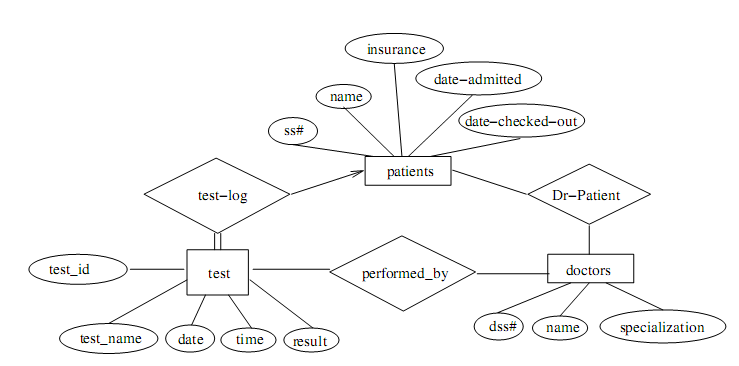 insurance
date-admitted
name
date-checked-out
ss#
patients
test-log
Dr-Patient
test_id
test
performed_by
doctors
test_name
date
time
result
dss#
name
specialization